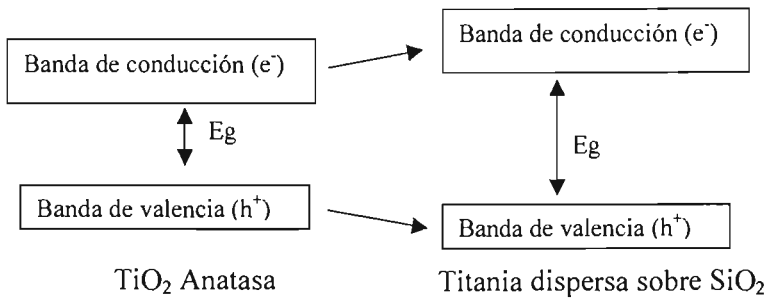 Banda de conducción (e⁻)
Eg
Banda de valencia (h⁺)
TiO₂ Anatasa
Banda de conducción (e⁻)
Eg
Banda de valencia (h⁺)
Titania dispersa sobre SiO₂